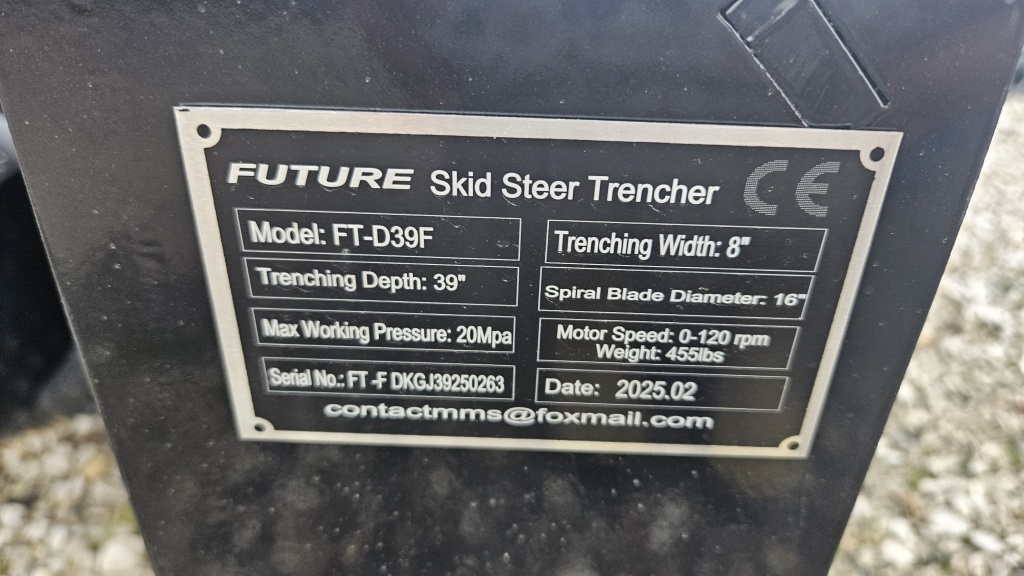 FUTURE Skid Steer Trencher CE
Model: FT-D39F
Trenching Width: 8"
Trenching Depth: 39"
Spiral Blade Diameter: 16"
Max Working Pressure: 20Mpa
Motor Speed: 0-120 rpm
Weight: 455lbs
Serial No.: FT -F DKGJ39250263
Date: 2025.02
contactmms@foxmail.com